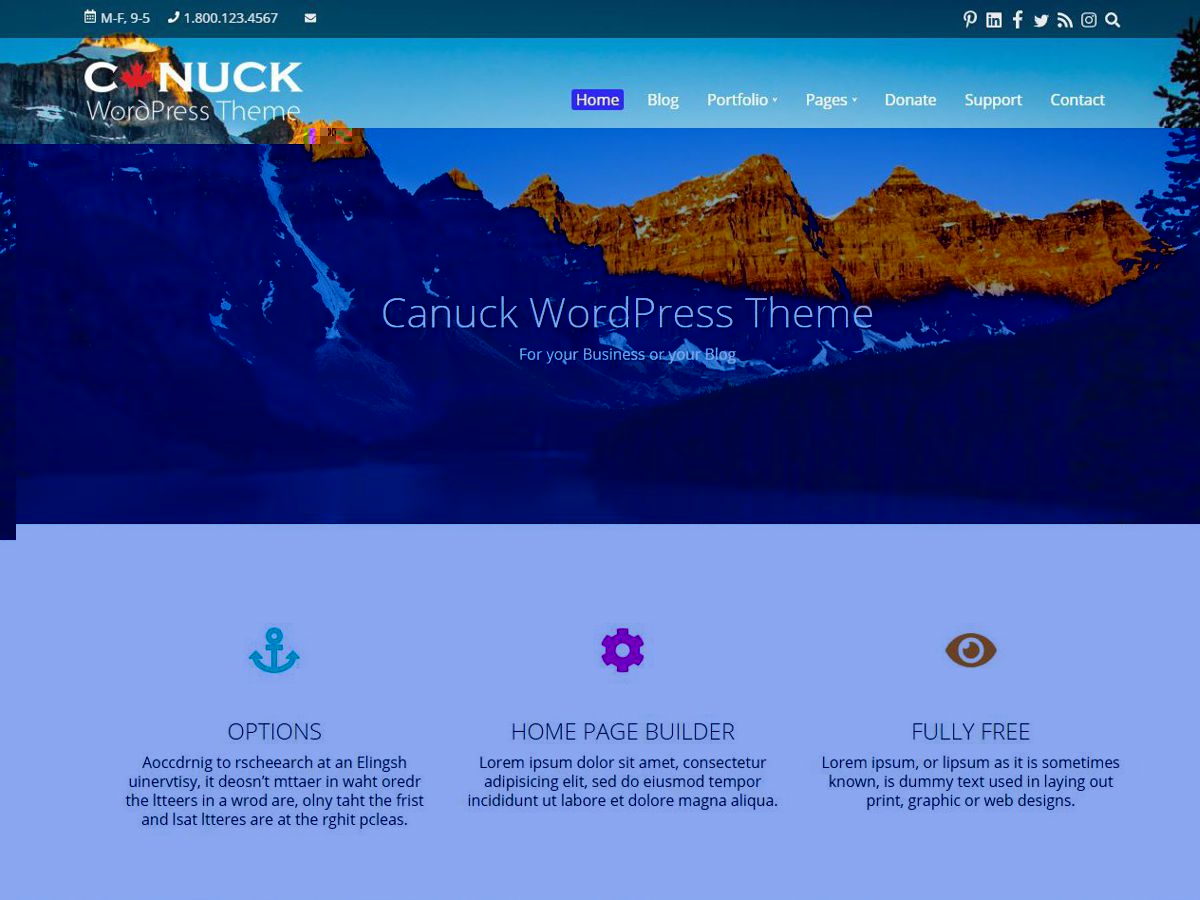 M-F, 9-5 1.800.123.4567
CANUCK
WordPress Theme
Home Blog Portfolio Pages Donate Support Contact
Canuck WordPress Theme
For your Business or your Blog
OPTIONS
Aoccdrnig to rscheearch at an Elingsh
uinervtisy, it deosn’t mttaer in waht oredr
the ltteers in a wrod are, olny taht the frist
and lsat ltteres are at the rghit pcleas.
HOME PAGE BUILDER
Lorem ipsum dolor sit amet, consectetur
adipisicing elit, sed do eiusmod tempor
incididunt ut labore et dolore magna aliqua.
FULLY FREE
Lorem ipsum, or lipsum as it is sometimes
known, is dummy text used in laying out
print, graphic or web designs.